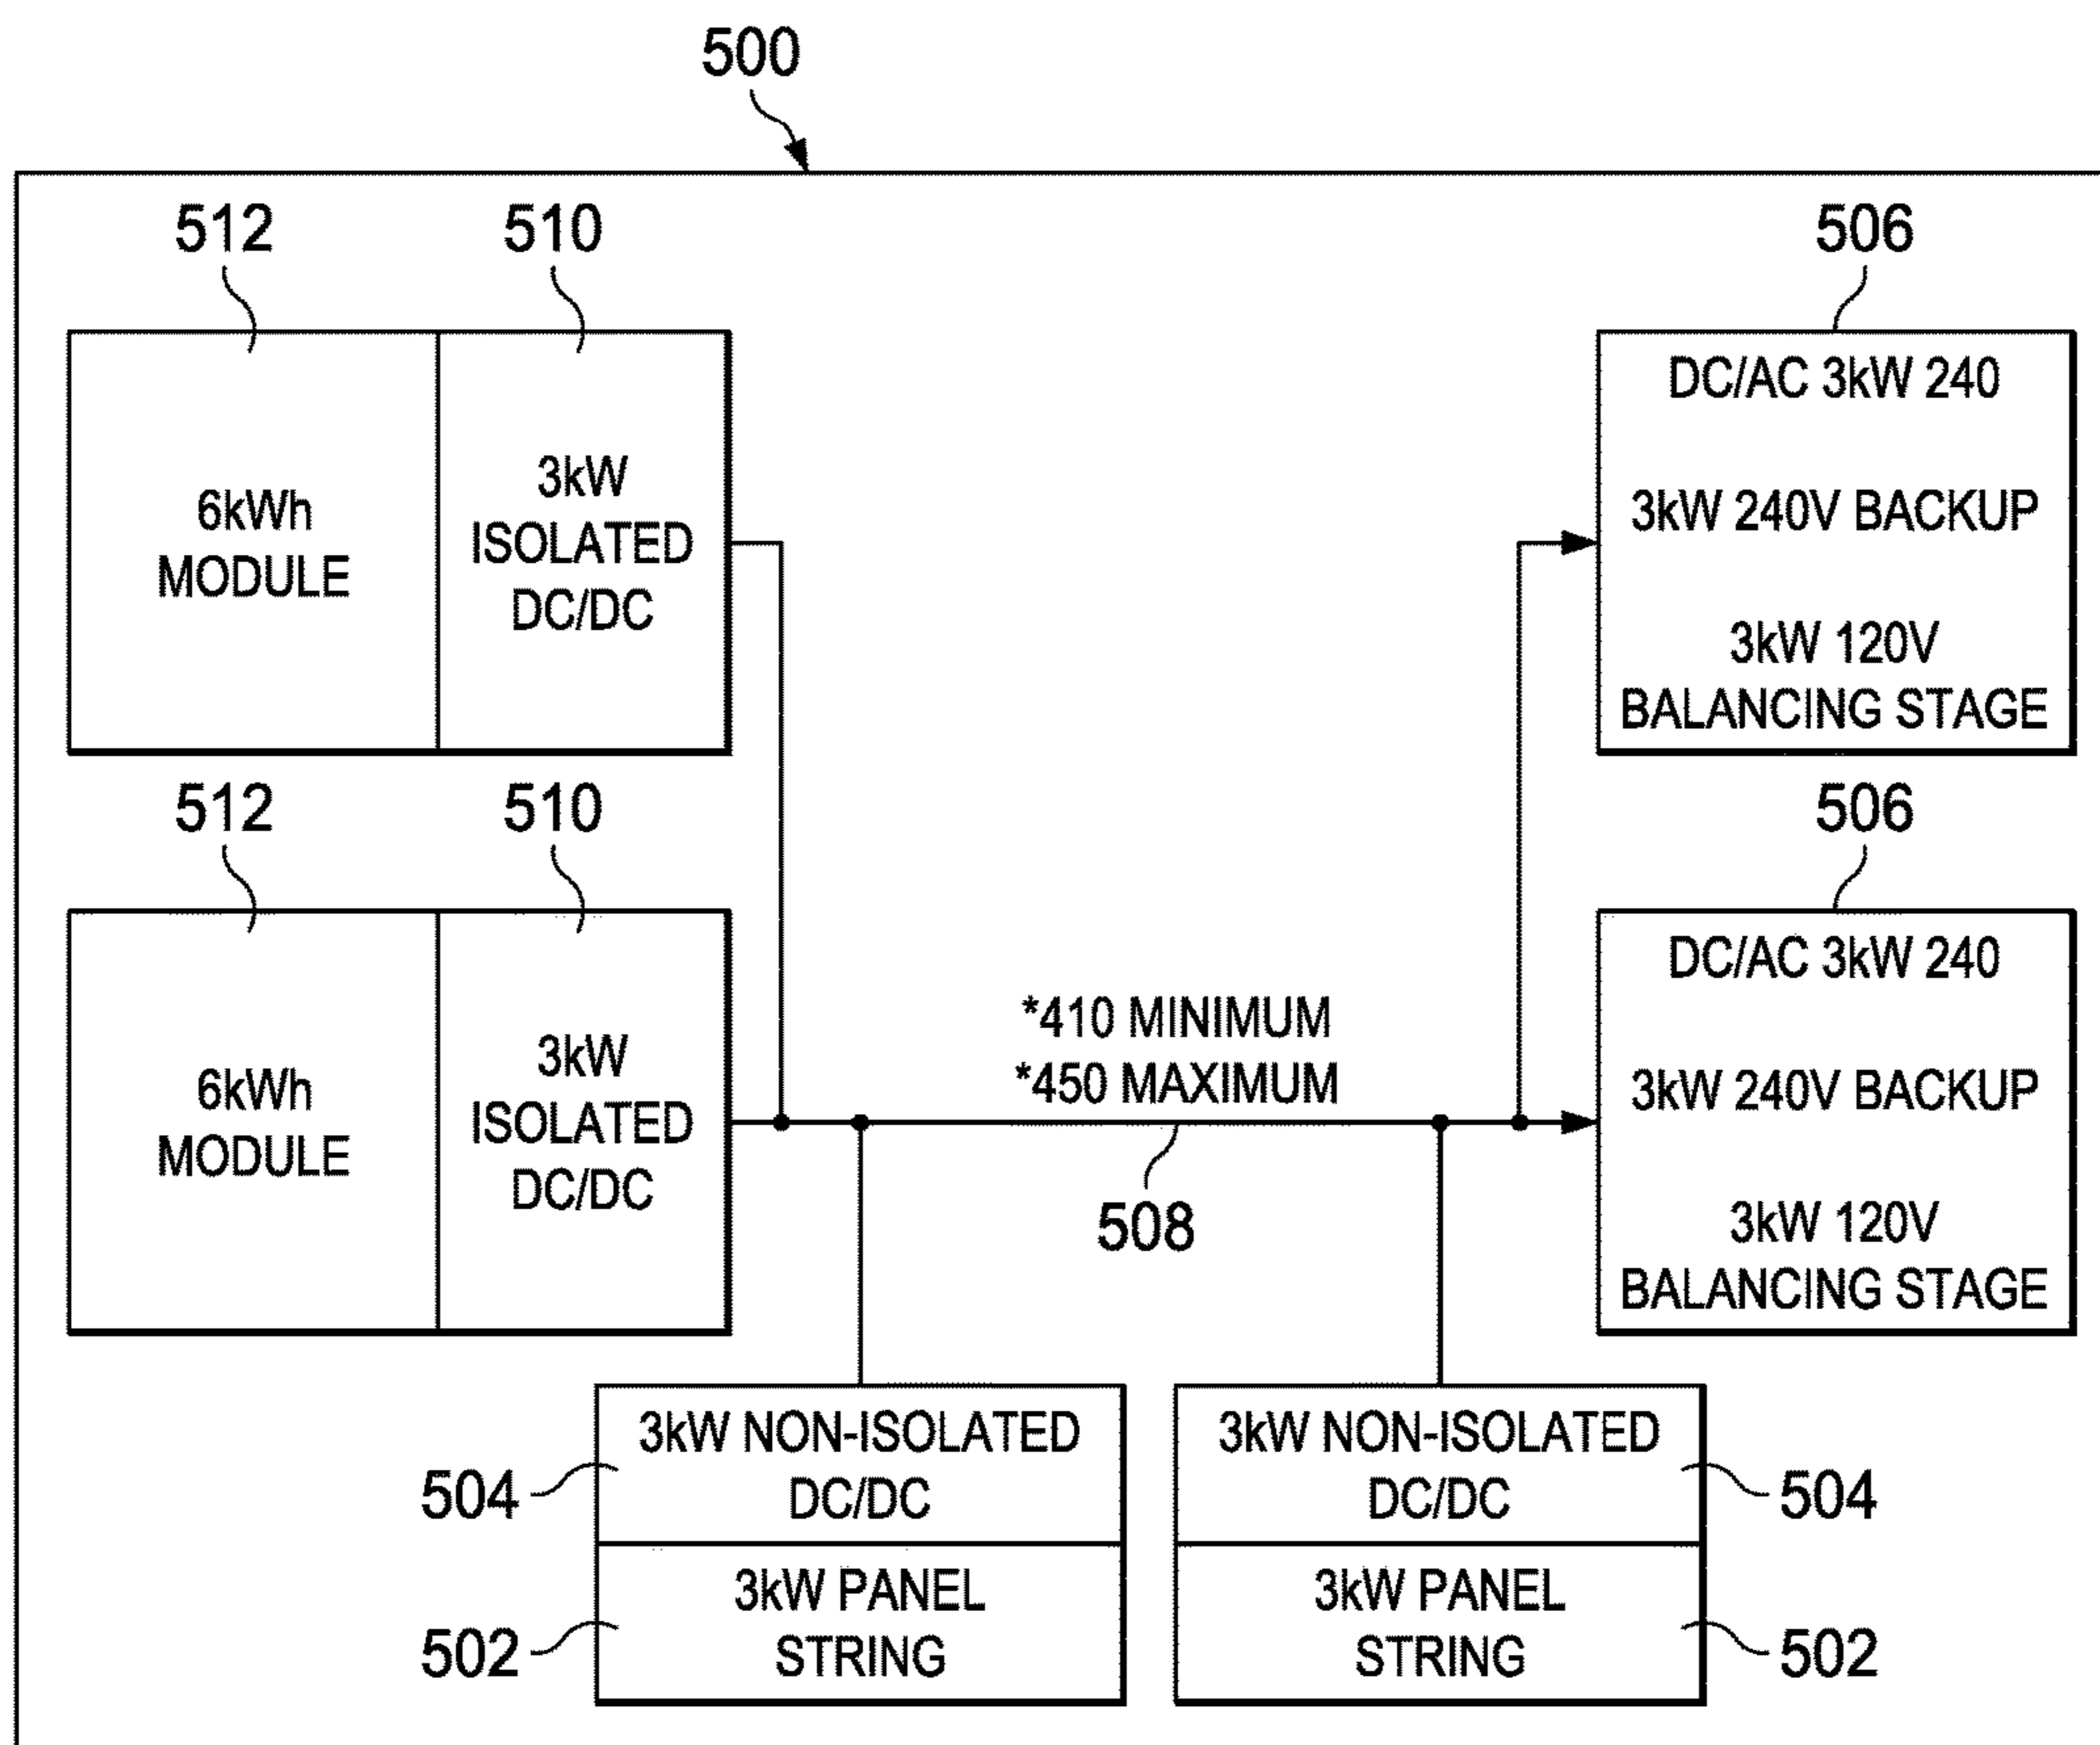 500
512
510
506
6kWh
MODULE
3kW
ISOLATED
DC/DC
DC/AC 3kW 240
3kW 240V BACKUP
3kW 120V
BALANCING STAGE
512
510
506
6kWh
MODULE
3kW
ISOLATED
DC/DC
*410 MINIMUM
*450 MAXIMUM
508
DC/AC 3kW 240
3kW 240V BACKUP
3kW 120V
BALANCING STAGE
504
3kW NON-ISOLATED
DC/DC
3kW NON-ISOLATED
DC/DC
504
502
3kW PANEL
STRING
3kW PANEL
STRING
502